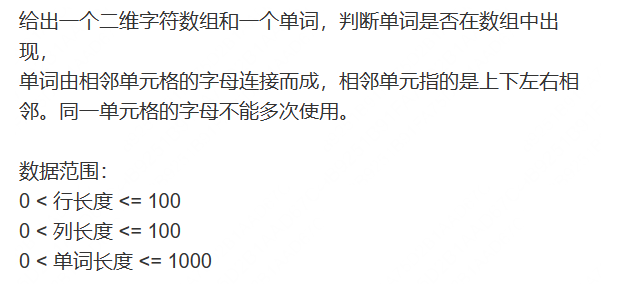 给出一个二维字符数组和一个单词，判断单词是否在数组中出
现，
单词由相邻单元格的字母连接而成，相邻单元指的是上下左右相
邻。同一单元格的字母不能多次使用。
数据范围：
0 < 行长度 <= 100
0 < 列长度 <= 100
0 < 单词长度 <= 1000